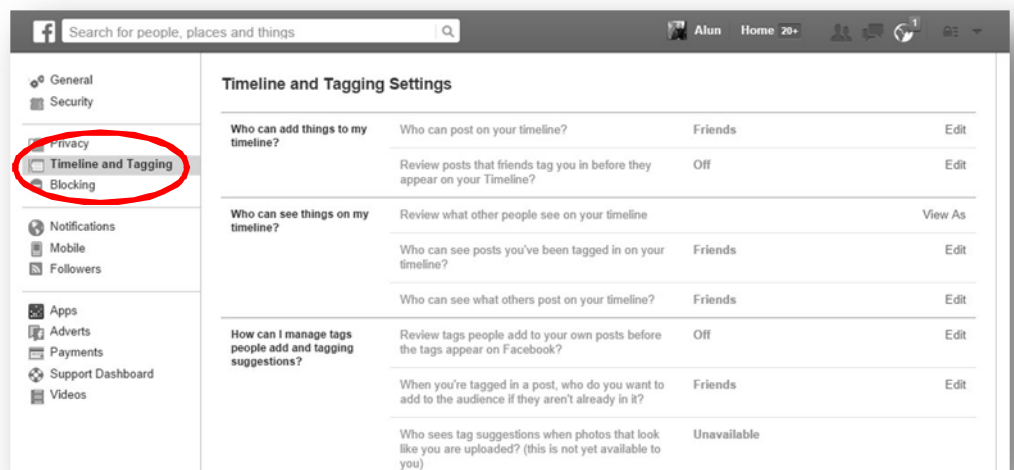 f Search for people, places and things Alun Home 20+ 1
General
Security
Privacy
Timeline and Tagging
Blocking
Notifications
Mobile
Followers
Apps
Adverts
Payments
Support Dashboard
Videos
Timeline and Tagging Settings
Who can add things to my
timeline?
Who can post on your timeline? Friends Edit
Review posts that friends tag you in before they
appear on your Timeline?
Off Edit
Who can see things on my
timeline?
Review what other people see on your timeline View As
Who can see posts you've been tagged in on your
timeline?
Friends Edit
Who can see what others post on your timeline? Friends Edit
How can I manage tags
people add and tagging
suggestions?
Review tags people add to your own posts before
the tags appear on Facebook?
Off Edit
When you're tagged in a post, who do you want to
add to the audience if they aren't already in it?
Friends Edit
Who sees tag suggestions when photos that look
like you are uploaded? (this is not yet available to
you)
Unavailable